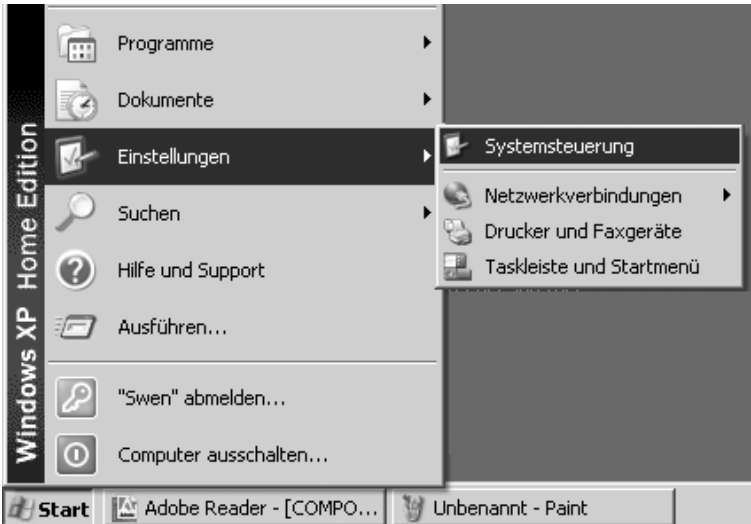 Windows XP Home Edition
Programme
Dokumente
Einstellungen
Suchen
Hilfe und Support
Ausführen...
"Swen" abmelden...
Computer ausschalten...
Systemsteuerung
Netzwerkverbindungen
Drucker und Faxgeräte
Taskleiste und Startmenü
Start
Adobe Reader - [COMPO...
Unbenannt - Paint